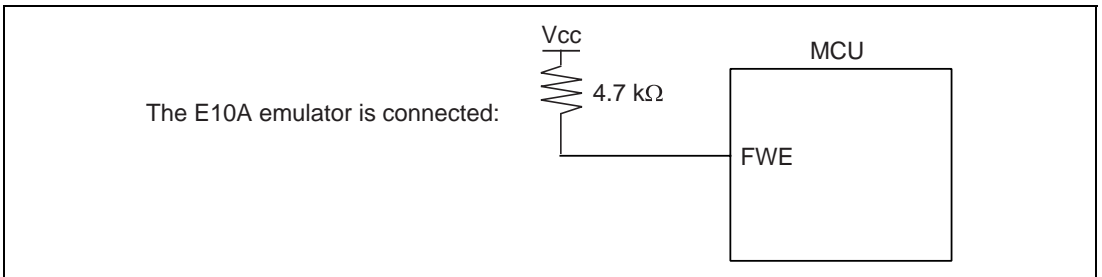 Vcc
MCU
4.7 kΩ
The E10A emulator is connected:
FWE